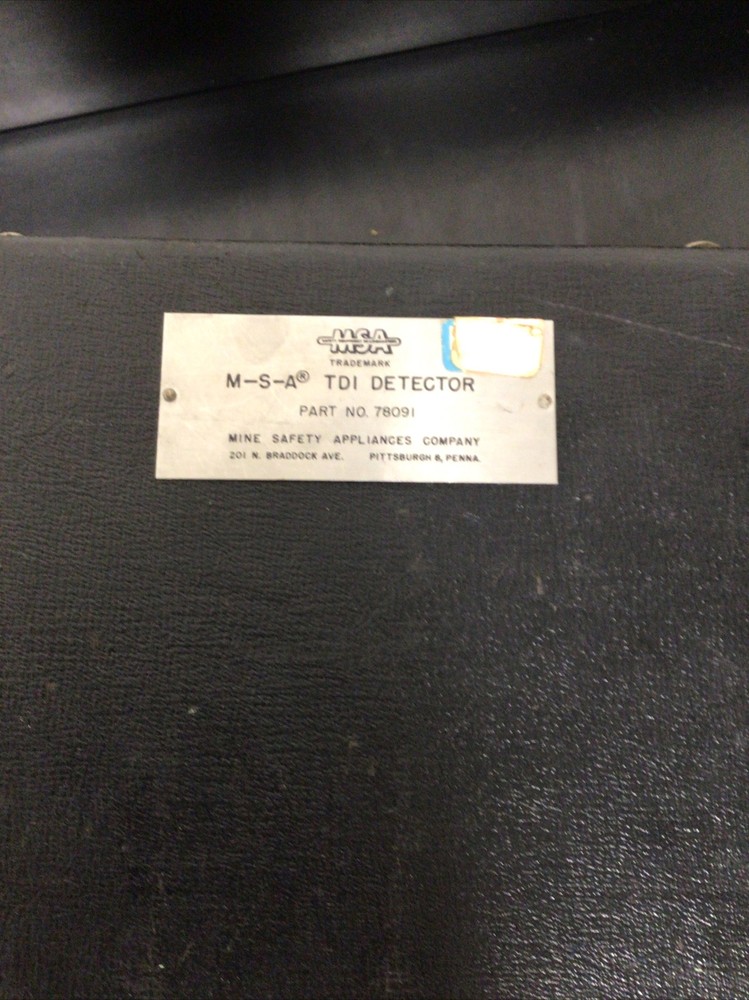 MSA
TRADEMARK
M-S-A® TDI DETECTOR
PART NO. 78091
MINE SAFETY APPLIANCES COMPANY
201 N. BRADDOCK AVE. PITTSBURGH 8, PENNA.